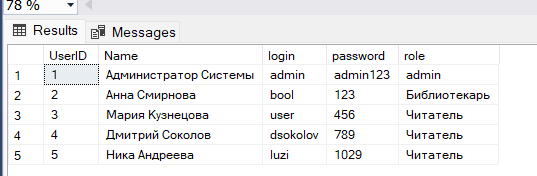 78 %
Results Messages
UserID Name login password role
1 1 Администратор Системы admin admin123 admin
2 2 Анна Смирнова bool 123 Библиотекарь
3 3 Мария Кузнецова user 456 Читатель
4 4 Дмитрий Соколов dsokolov 789 Читатель
5 5 Ника Андреева luzi 1029 Читатель